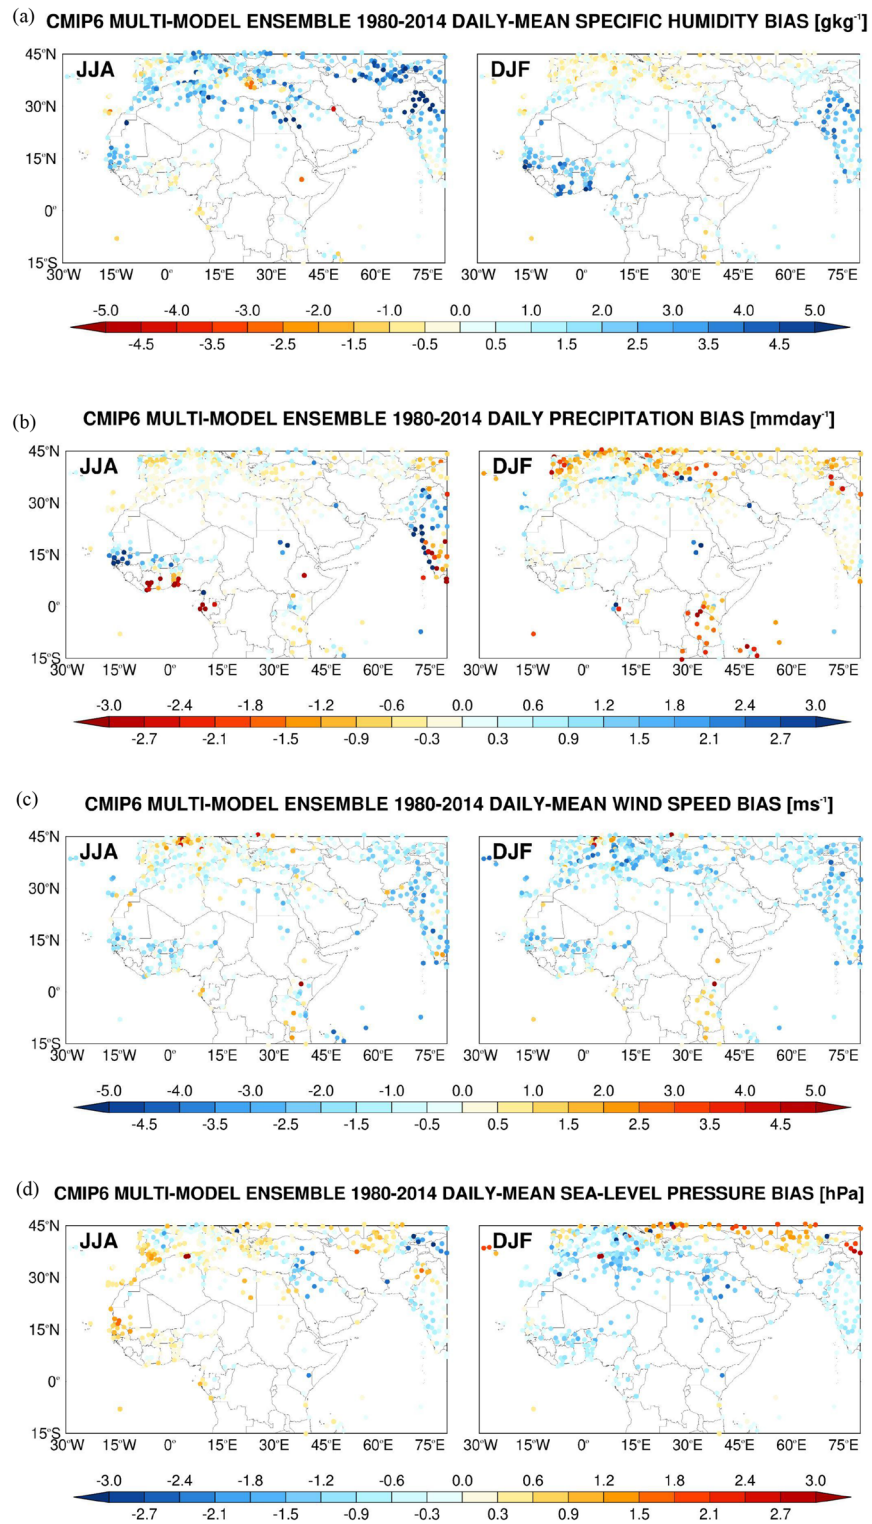 (a) CMIP6 MULTI-MODEL ENSEMBLE 1980-2014 DAILY-MEAN SPECIFIC HUMIDITY BIAS [gkg⁻¹]
45°N JJA DJF
30°N
15°N
0°
15°S
30°W 15°W 0° 15°E 30°E 45°E 60°E 75°E 30°W 15°W 0° 15°E 30°E 45°E 60°E 75°E
-5.0 -4.0 -3.0 -2.0 -1.0 0.0 1.0 2.0 3.0 4.0 5.0
-4.5 -3.5 -2.5 -1.5 -0.5 0.5 1.5 2.5 3.5 4.5
(b) CMIP6 MULTI-MODEL ENSEMBLE 1980-2014 DAILY PRECIPITATION BIAS [mmday⁻¹]
45°N JJA DJF
30°N
15°N
0°
15°S
30°W 15°W 0° 15°E 30°E 45°E 60°E 75°E 30°W 15°W 0° 15°E 30°E 45°E 60°E 75°E
-3.0 -2.4 -1.8 -1.2 -0.6 0.0 0.6 1.2 1.8 2.4 3.0
-2.7 -2.1 -1.5 -0.9 -0.3 0.3 0.9 1.5 2.1 2.7
(c) CMIP6 MULTI-MODEL ENSEMBLE 1980-2014 DAILY-MEAN WIND SPEED BIAS [ms⁻¹]
45°N JJA DJF
30°N
15°N
0°
15°S
30°W 15°W 0° 15°E 30°E 45°E 60°E 75°E 30°W 15°W 0° 15°E 30°E 45°E 60°E 75°E
-5.0 -4.0 -3.0 -2.0 -1.0 0.0 1.0 2.0 3.0 4.0 5.0
-4.5 -3.5 -2.5 -1.5 -0.5 0.5 1.5 2.5 3.5 4.5
(d) CMIP6 MULTI-MODEL ENSEMBLE 1980-2014 DAILY-MEAN SEA-LEVEL PRESSURE BIAS [hPa]
45°N JJA DJF
30°N
15°N
0°
15°S
30°W 15°W 0° 15°E 30°E 45°E 60°E 75°E 30°W 15°W 0° 15°E 30°E 45°E 60°E 75°E
-3.0 -2.4 -1.8 -1.2 -0.6 0.0 0.6 1.2 1.8 2.4 3.0
-2.7 -2.1 -1.5 -0.9 -0.3 0.3 0.9 1.5 2.1 2.7